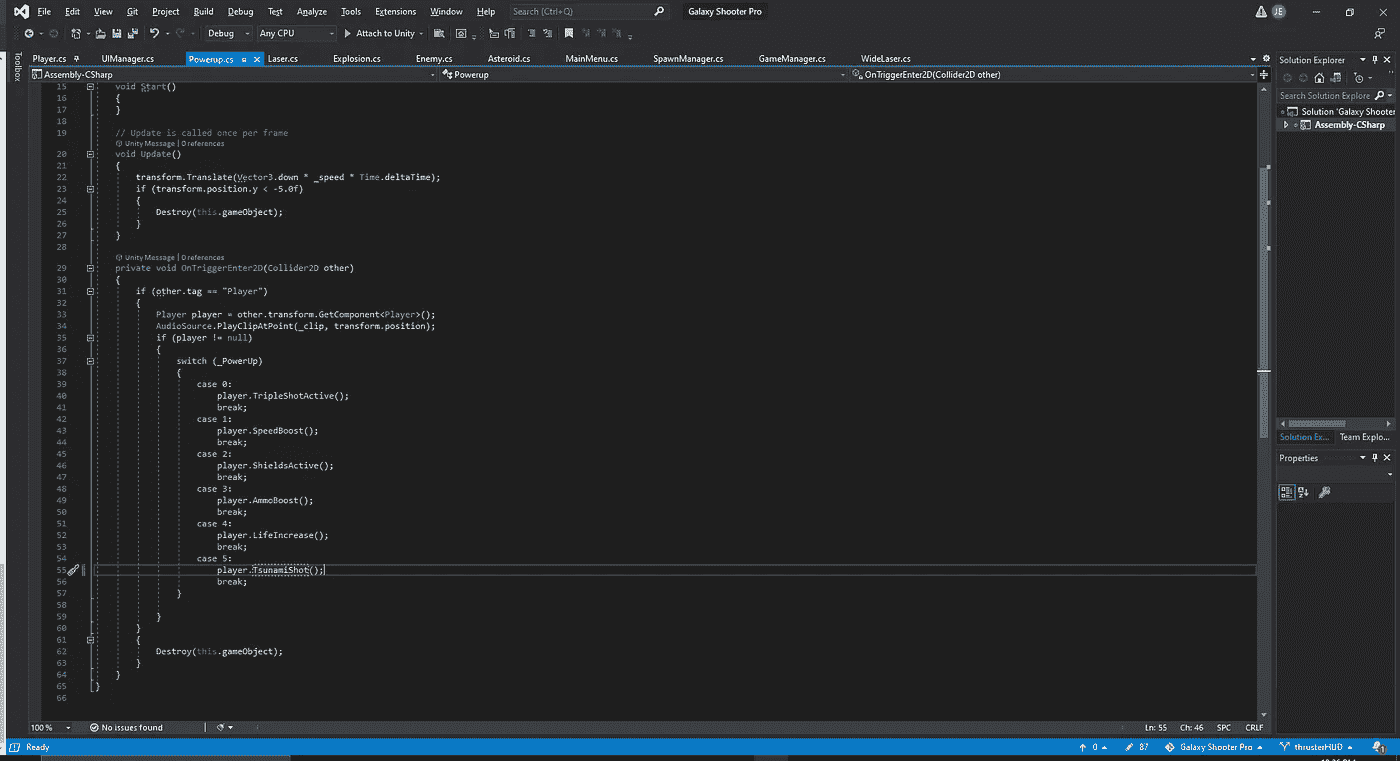 File Edit View Git Project Build Debug Test Analyze Tools Extensions Window Help Search (Ctrl+Q) Galaxy Shooter Pro JE
Debug Any CPU Attach to Unity
Toolbox
Player.cs UIManager.cs Powerup.cs Laser.cs Explosion.cs Enemy.cs Asteroid.cs MainMenu.cs SpawnManager.cs GameManager.cs WideLaser.cs
Assembly-CSharp Powerup OnTriggerEnter2D(Collider2D other)
15 void Start()
16 {
17 }
18
19 // Update is called once per frame
Unity Message | 0 references
20 void Update()
21 {
22 transform.Translate(Vector3.down * _speed * Time.deltaTime);
23 if (transform.position.y < -5.0f)
24 {
25 Destroy(this.gameObject);
26 }
27 }
28
Unity Message | 0 references
29 private void OnTriggerEnter2D(Collider2D other)
30 {
31 if (other.tag == "Player")
32 {
33 Player player = other.transform.GetComponent<Player>();
34 AudioSource.PlayClipAtPoint(_clip, transform.position);
35 if (player != null)
36 {
37 switch (_PowerUp)
38 {
39 case 0:
40 player.TripleShotActive();
41 break;
42 case 1:
43 player.SpeedBoost();
44 break;
45 case 2:
46 player.ShieldsActive();
47 break;
48 case 3:
49 player.AmmoBoost();
50 break;
51 case 4:
52 player.LifeIncrease();
53 break;
54 case 5:
55 player.TsunamiShot();
56 break;
57 }
58
59 }
60 }
61 {
62 Destroy(this.gameObject);
63 }
64 }
65 }
66
100 % No issues found Ln: 55 Ch: 46 SPC CRLF
Solution Explorer
Search Solution Explore
Solution 'Galaxy Shooter
Assembly-CSharp
Solution Ex... Team Explo...
Properties
Ready 0 87 Galaxy Shooter Pro thrusterHUD 1